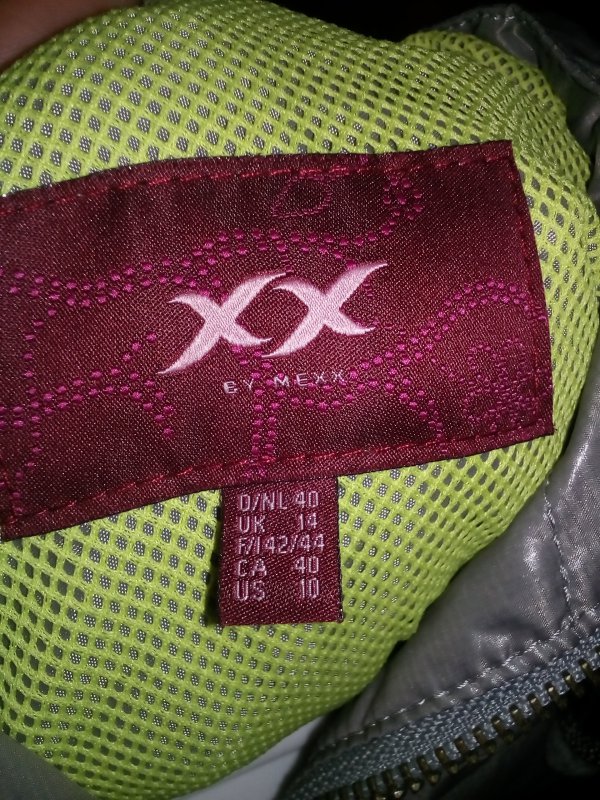 XX
BY MEXX
D/NL 40
UK 14
F/I 42/44
CA 40
US 10